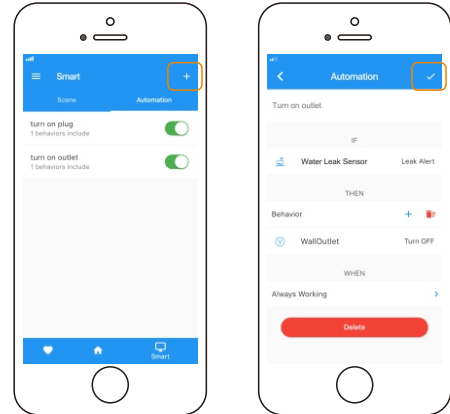 Smart
Scene Automation
turn on plug
1 behaviors include
turn on outlet
1 behaviors include
Smart
Automation
Turn on outlet
IF
Water Leak Sensor Leak Alert
THEN
Behavior
WallOutlet Turn OFF
WHEN
Always Working
Delete